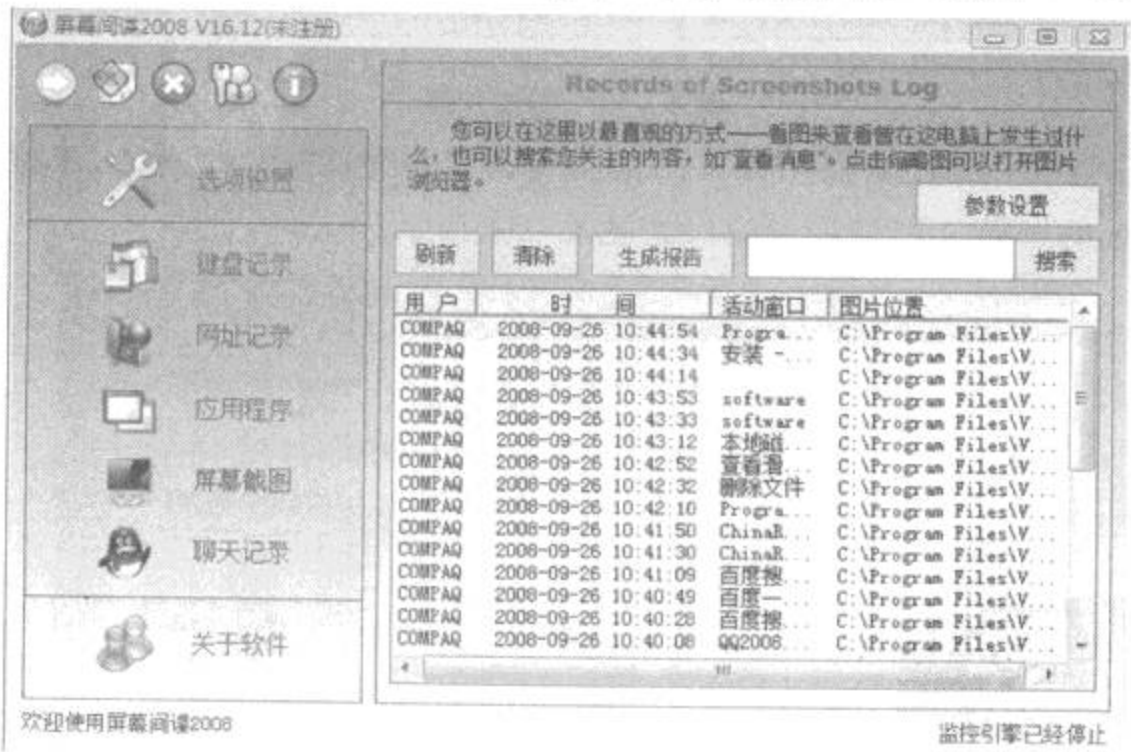 屏幕间谍2008 V16.12(未注册)
Records of Screenshots Log
您可以在这里以最直观的方式——看图来查看曾在这电脑上发生过什
么，也可以搜索您关注的内容，如"查看 消息"。点击缩略图可以打开图片
浏览器。
参数设置
选项设置
键盘记录
网址记录
应用程序
屏幕截图
聊天记录
关于软件
刷新 清除 生成报告 搜索
用 户 时 间 活动窗口 图片位置
COMPAQ 2008-09-26 10:44:54 Progra... C:\Program Files\V...
COMPAQ 2008-09-26 10:44:34 安装 -... C:\Program Files\V...
COMPAQ 2008-09-26 10:44:14 C:\Program Files\V...
COMPAQ 2008-09-26 10:43:53 software C:\Program Files\V...
COMPAQ 2008-09-26 10:43:33 software C:\Program Files\V...
COMPAQ 2008-09-26 10:43:12 本地磁... C:\Program Files\V...
COMPAQ 2008-09-26 10:42:52 查看... C:\Program Files\V...
COMPAQ 2008-09-26 10:42:32 删除文件 C:\Program Files\V...
COMPAQ 2008-09-26 10:42:10 Progra... C:\Program Files\V...
COMPAQ 2008-09-26 10:41:50 ChinaR... C:\Program Files\V...
COMPAQ 2008-09-26 10:41:30 ChinaR... C:\Program Files\V...
COMPAQ 2008-09-26 10:41:09 百度搜... C:\Program Files\V...
COMPAQ 2008-09-26 10:40:49 百度一... C:\Program Files\V...
COMPAQ 2008-09-26 10:40:28 百度搜... C:\Program Files\V...
COMPAQ 2008-09-26 10:40:08 QQ2008... C:\Program Files\V...
欢迎使用屏幕间谍2008
监控引擎已经停止